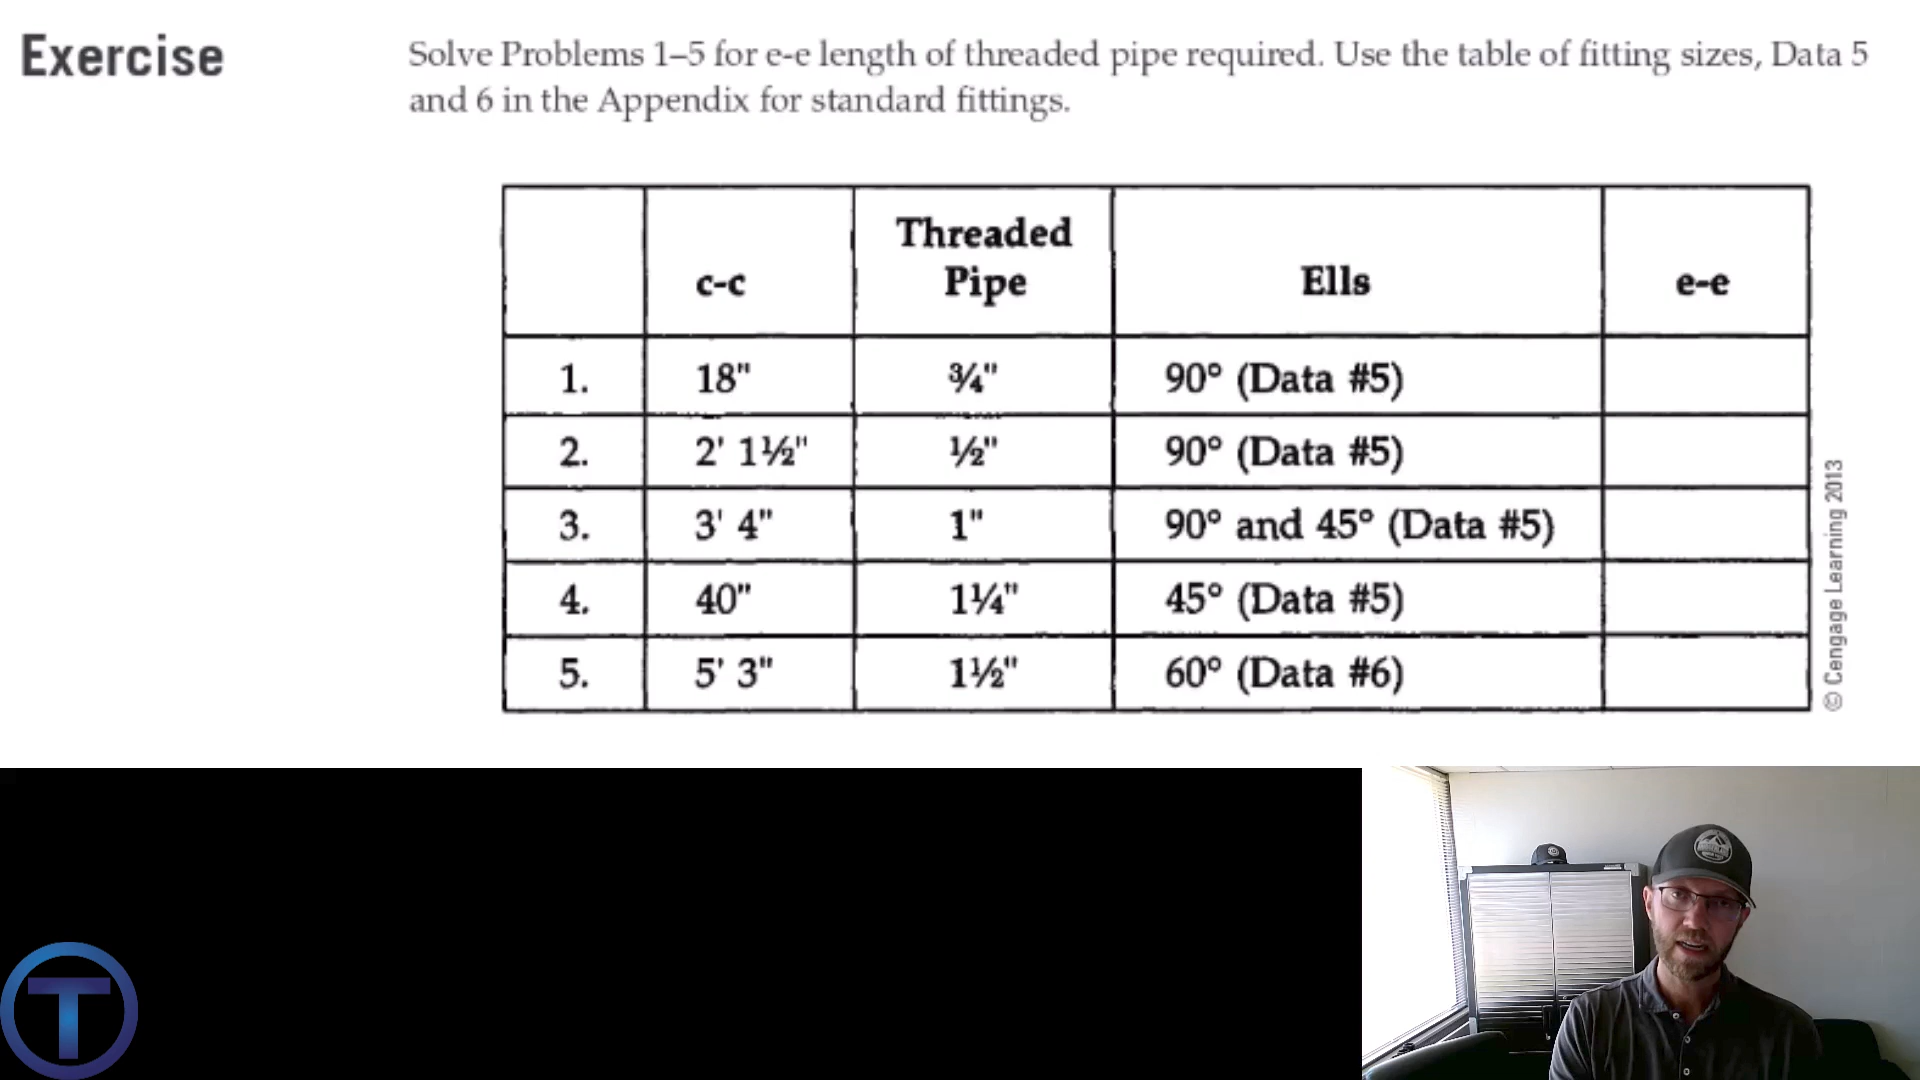 Exercise
Solve Problems 1–5 for e-e length of threaded pipe required. Use the table of fitting sizes, Data 5
and 6 in the Appendix for standard fittings.
c-c Threaded Pipe Ells e-e
1. 18" ¾" 90° (Data #5)
2. 2' 1½" ½" 90° (Data #5)
3. 3' 4" 1" 90° and 45° (Data #5)
4. 40" 1¼" 45° (Data #5)
5. 5' 3" 1½" 60° (Data #6)
© Cengage Learning 2013
T